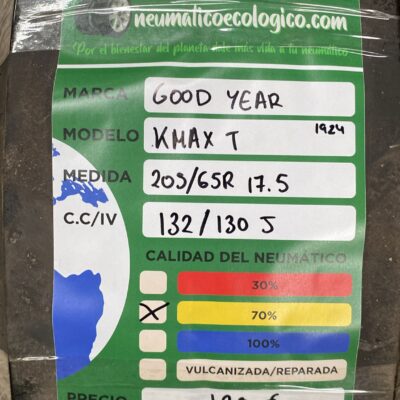 neumaticoecologico.com
Por el bienestar del planeta dale más vida a tu neumático
MARCA GOOD YEAR
MODELO KMAX T 1924
MEDIDA 205/65R 17.5
C.C/IV 132/130 J
CALIDAD DEL NEUMÁTICO
30%
X 70%
100%
VULCANIZADA/REPARADA
PRECIO